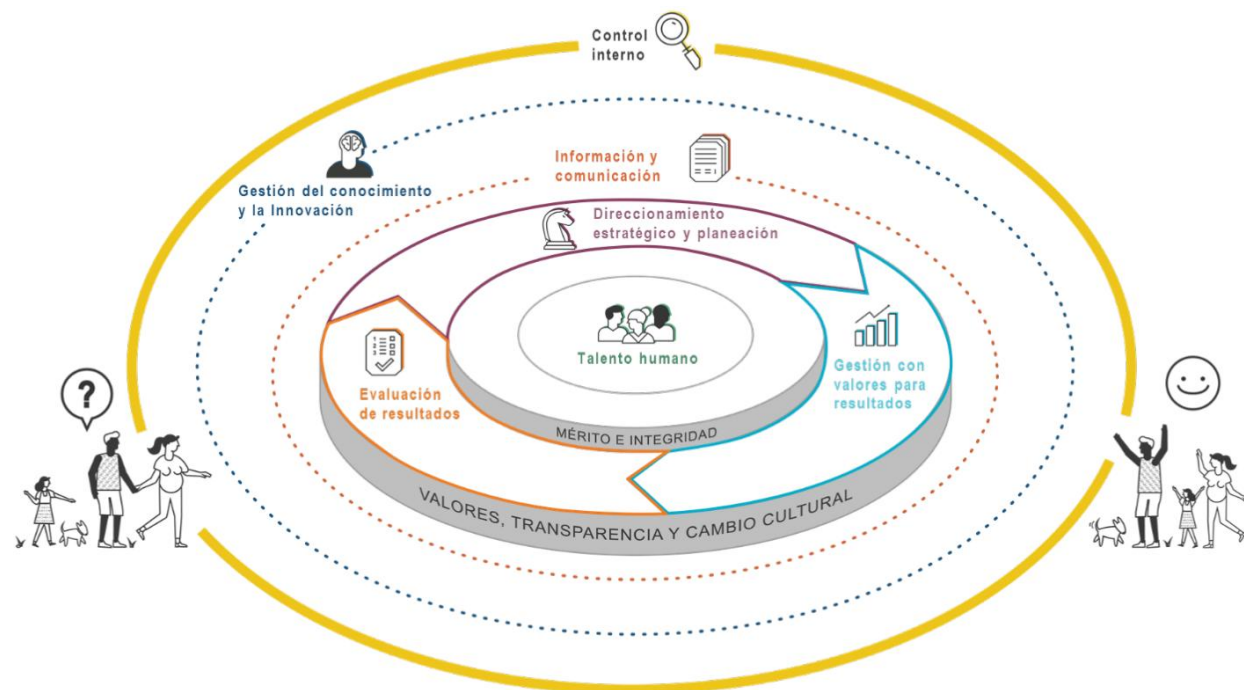 Control
interno
Gestión del conocimiento
y la Innovación
Información y
comunicación
Direccionamiento
estratégico y planeación
Talento humano
Gestión con
valores para
resultados
Evaluación
de resultados
MÉRITO E INTEGRIDAD
VALORES, TRANSPARENCIA Y CAMBIO CULTURAL
?